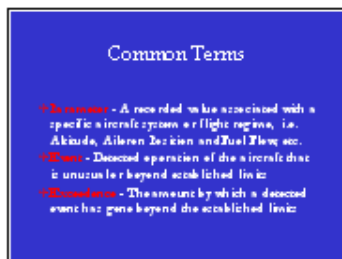 Common Terms
Parameter - A recorded value associated with a
specific aircraft system or flight regime, i.e.
Altitude, Aileron Position and Fuel Flow, etc.
Event - Detected operation of the aircraft that
is unusual or beyond established limits
Exceedence - The amount by which a detected
event has gone beyond the established limits